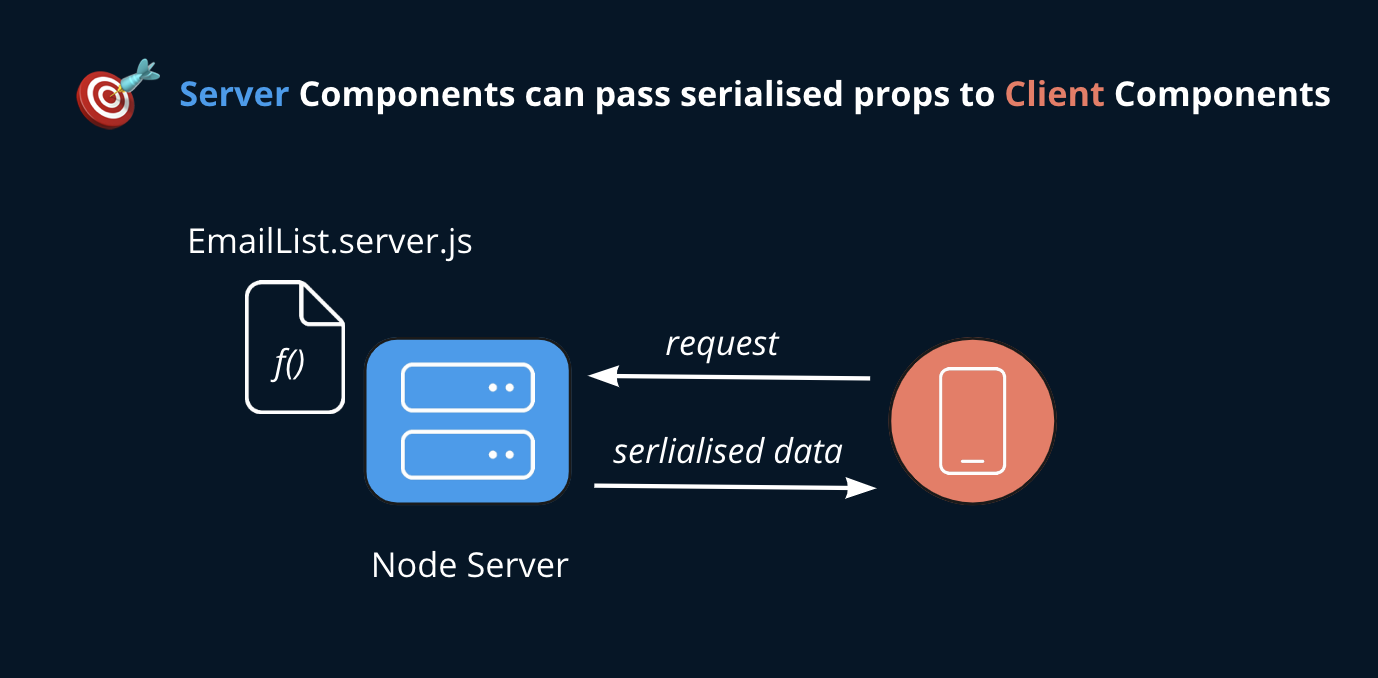 Server Components can pass serialised props to Client Components
EmailList.server.js
f()
request
serlialised data
Node Server